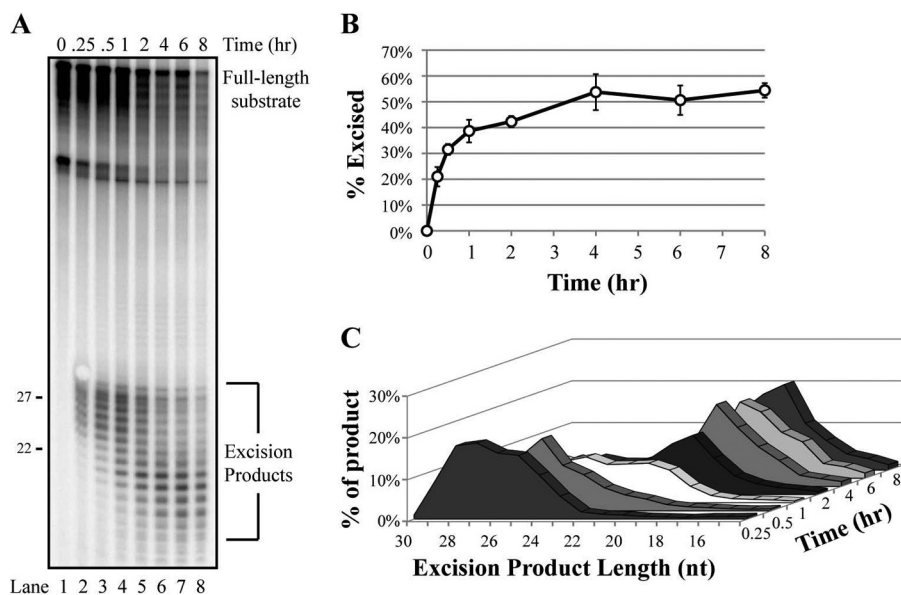 A
0 .25 .5 1 2 4 6 8 Time (hr)
Full-length
substrate
27
22
Excision
Products
Lane 1 2 3 4 5 6 7 8
B
70%
60%
50%
40%
30%
20%
10%
0%
% Excised
0 1 2 3 4 5 6 7 8
Time (hr)
C
30%
20%
10%
0%
% of product
30 28 26 24 22 20 18 16 14
Excision Product Length (nt)
0.25 0.5 1 2 4 6 8
Time (hr)